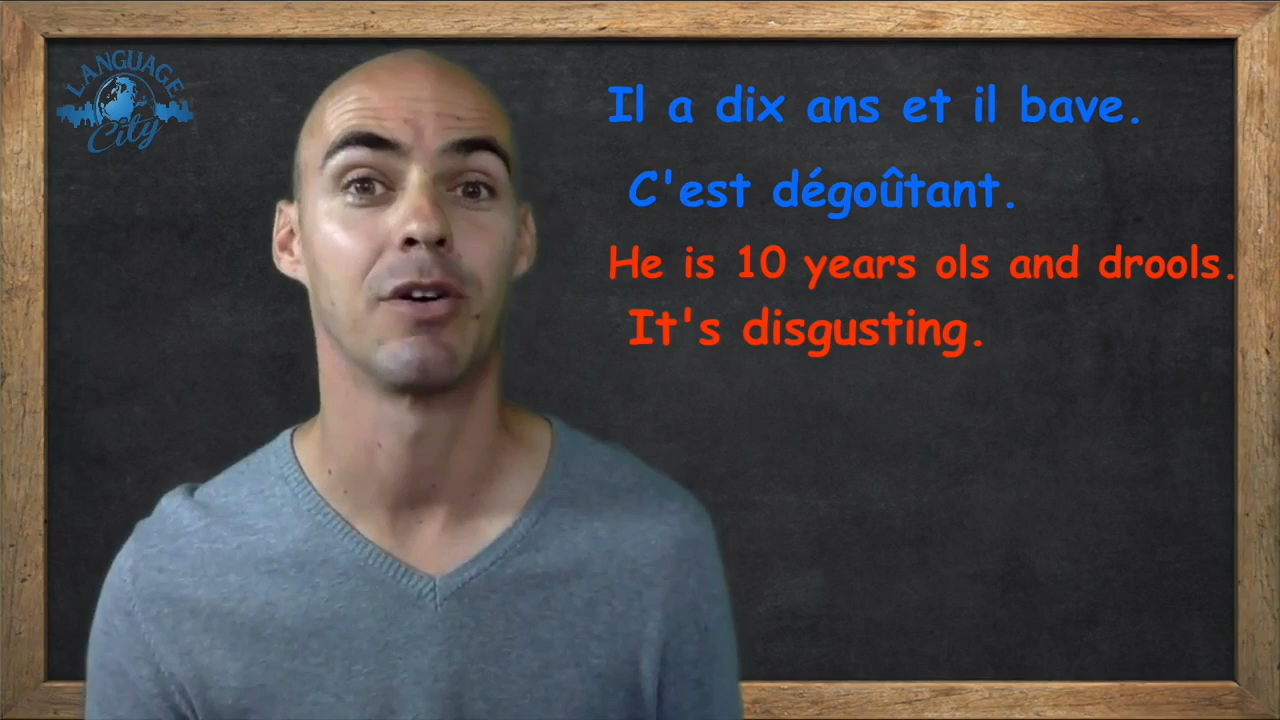 LANGUAGE
City
Il a dix ans et il bave.
C'est dégoûtant.
He is 10 years ols and drools.
It's disgusting.